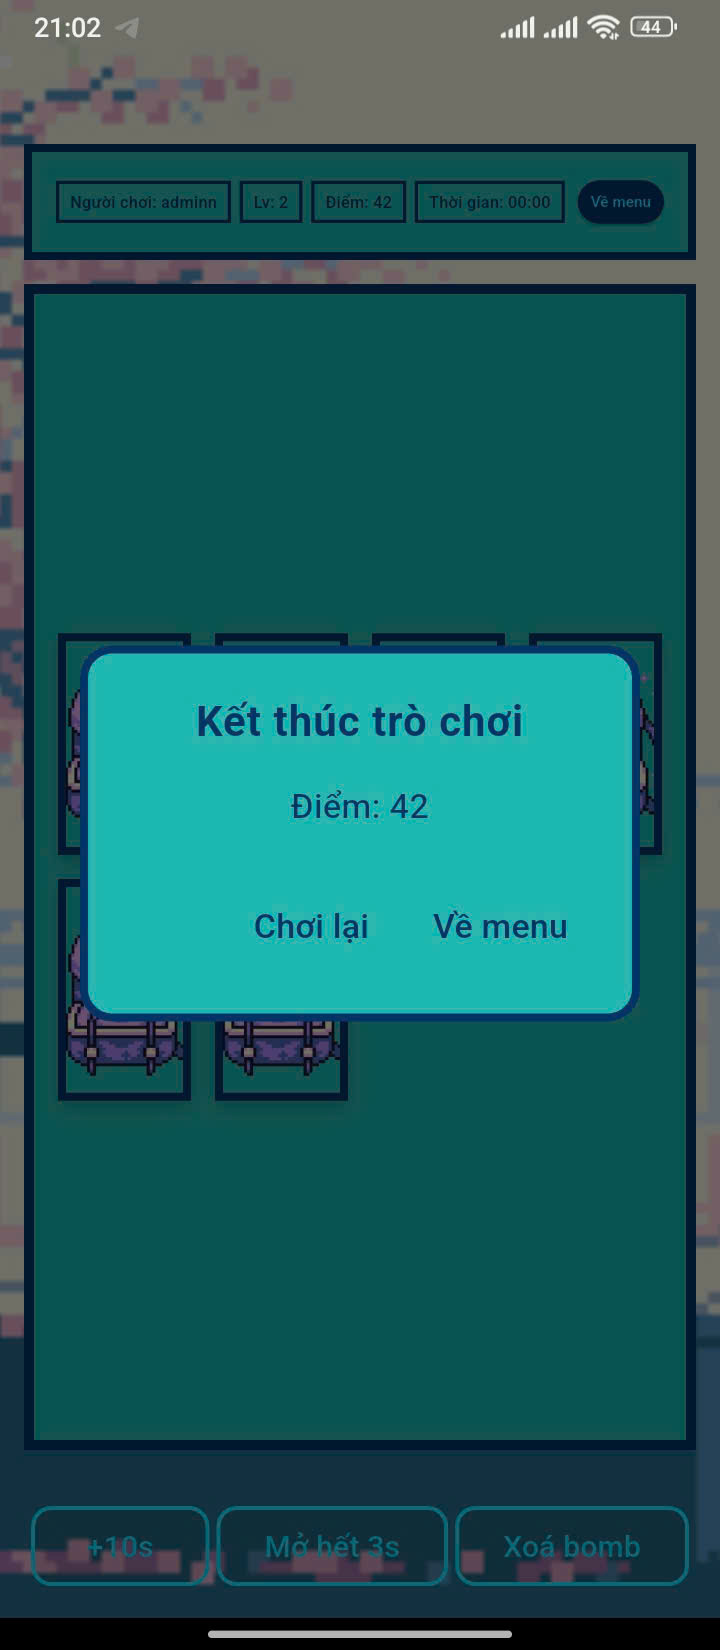 21:02
44
Người chơi: adminn Lv: 2 Điểm: 42 Thời gian: 00:00 Về menu
Kết thúc trò chơi
Điểm: 42
Chơi lại Về menu
+10s Mở hết 3s Xoá bomb